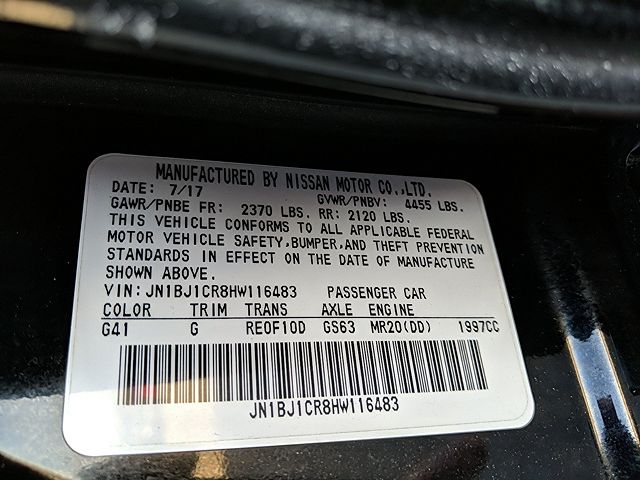 MANUFACTURED BY NISSAN MOTOR CO.,LTD.
DATE: 7/17 GVWR/PNBV: 4455 LBS.
GAWR/PNBE FR: 2370 LBS. RR: 2120 LBS.
THIS VEHICLE CONFORMS TO ALL APPLICABLE FEDERAL
MOTOR VEHICLE SAFETY,BUMPER,AND THEFT PREVENTION
STANDARDS IN EFFECT ON THE DATE OF MANUFACTURE
SHOWN ABOVE.
VIN:JN1BJ1CR8HW116483 PASSENGER CAR
COLOR TRIM TRANS AXLE ENGINE
G41 G RE0F10D GS63 MR20(DD) 1997CC
JN1BJ1CR8HW116483